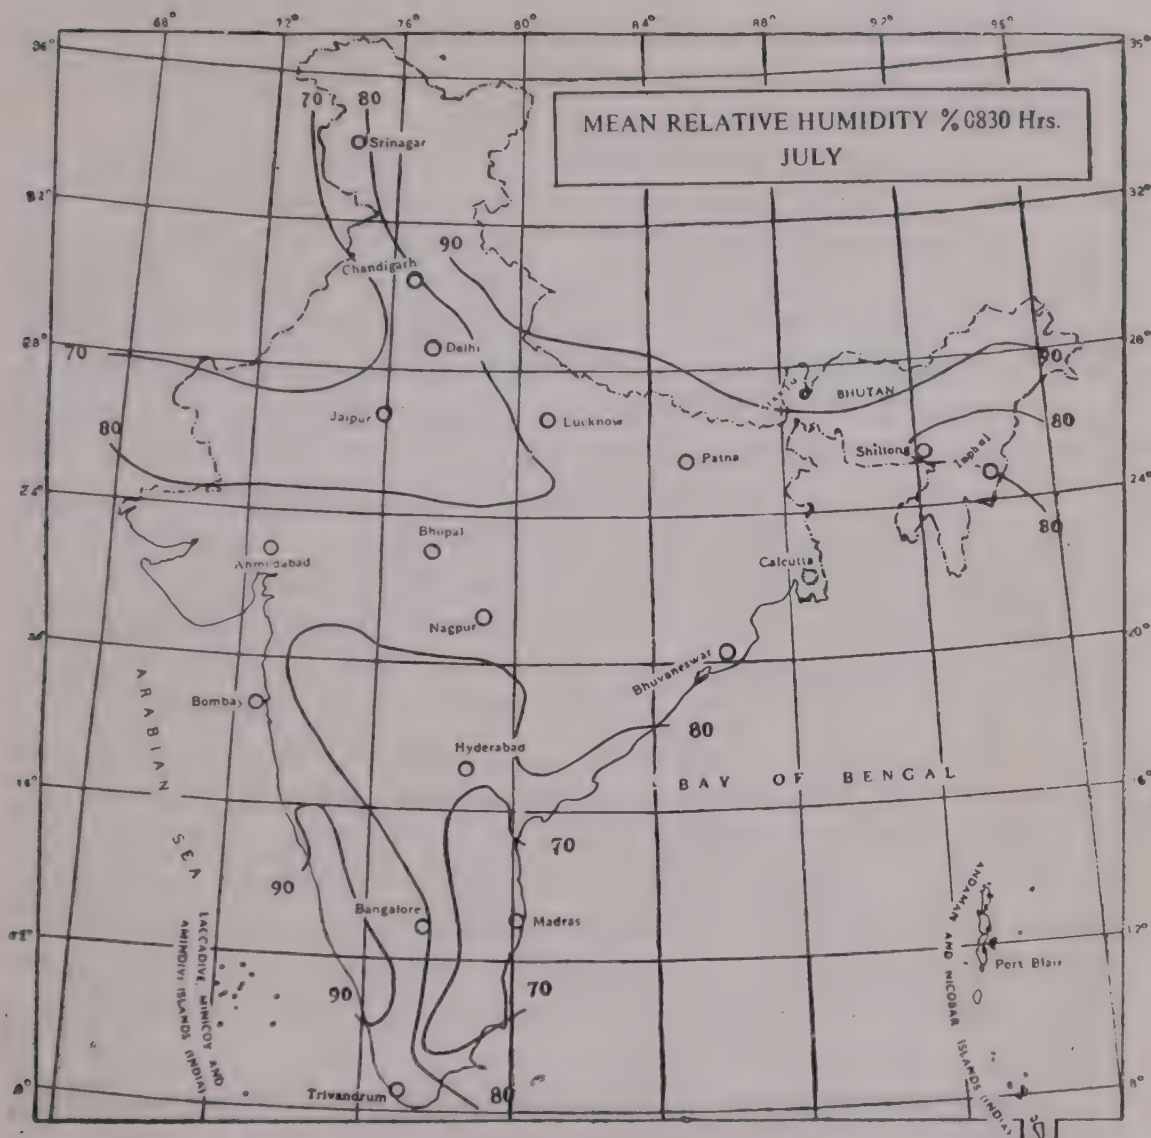 68° 72° 76° 80° 84° 88° 92° 96°
36° 36°
MEAN RELATIVE HUMIDITY % 0830 Hrs.
JULY
70 80
Srinagar
32° 32°
90
Chandigarh
28° 28°
70
Delhi
90
BHUTAN
Jaipur
Lucknow
80
80
Shillong
Imphal
Patna
24° 24°
80
Bhopal
Ahmedabad
Calcutta
Nagpur
20° 20°
Bhuvaneswar
Bombay
80
Hyderabad
ARABIAN
SEA
BAY OF BENGAL
16° 16°
70
90
Bangalore
Madras
12° 12°
LACCADIVE, MINICOY AND
AMINDIVI ISLANDS (INDIA)
ANDAMAN AND NICOBAR ISLANDS (INDIA)
Port Blair
90
70
8° 8°
Trivandrum
80